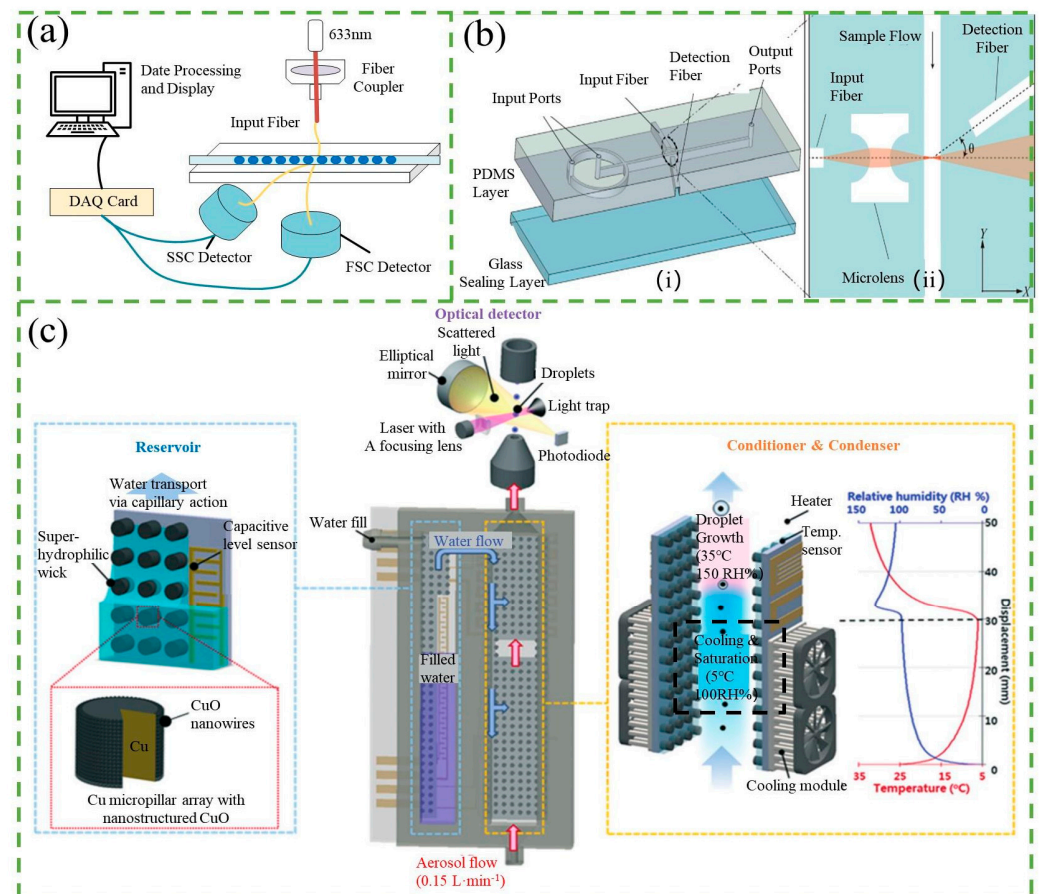 (a)
633nm
Date Processing
and Display
Fiber
Coupler
Input Fiber
DAQ Card
SSC Detector
FSC Detector
(b)
Input Ports
Input Fiber
Detection
Fiber
Output
Ports
PDMS
Layer
Glass
Sealing Layer
(i)
Sample Flow
Detection
Fiber
Input
Fiber
θ
Microlens
(ii)
Y
X
(c)
Optical detector
Scattered
light
Elliptical
mirror
Droplets
Light trap
Laser with
A focusing lens
Photodiode
Reservoir
Water transport
via capillary action
Super-
hydrophilic
wick
Capacitive
level sensor
CuO
nanowires
Cu
Cu micropillar array with
nanostructured CuO
Water fill
Water flow
Filled
water
Aerosol flow
(0.15 L·min-1)
Conditioner & Condenser
Droplet
Growth
(35°C
150 RH%)
Heater
Temp.
sensor
Cooling &
Saturation
(5°C
100RH%)
Cooling module
Relative humidity (RH %)
150 100 50 0
50
40
30
20
10
0
Displacement (mm)
35 25 15 5
Temperature (°C)